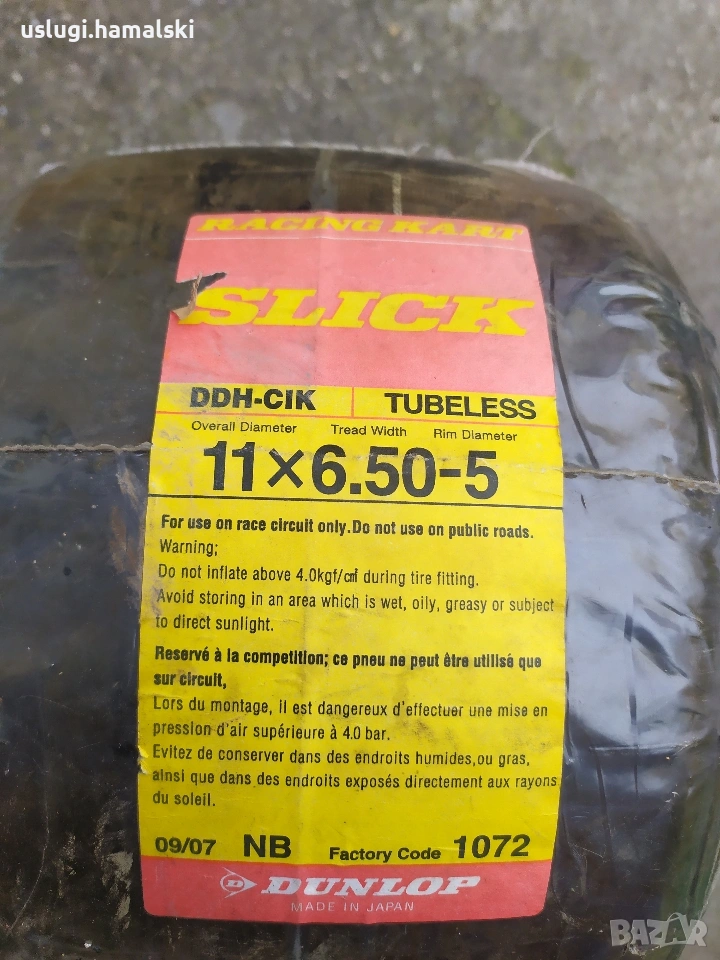 uslugi.hamalski
RACING KART
SLICK
DDH-CIK TUBELESS
Overall Diameter Tread Width Rim Diameter
11×6.50-5
For use on race circuit only.Do not use on public roads.
Warning;
Do not inflate above 4.0kgf/㎠ during tire fitting.
Avoid storing in an area which is wet, oily, greasy or subject
to direct sunlight.
Reservé à la competition; ce pneu ne peut être utilisé que
sur circuit,
Lors du montage, il est dangereux d'effectuer une mise en
pression d'air supérieure à 4.0 bar.
Evitez de conserver dans des endroits humides,ou gras,
ainsi que dans des endroits exposés directement aux rayons
du soleil.
09/07 NB Factory Code 1072
DUNLOP
MADE IN JAPAN
BAZAR